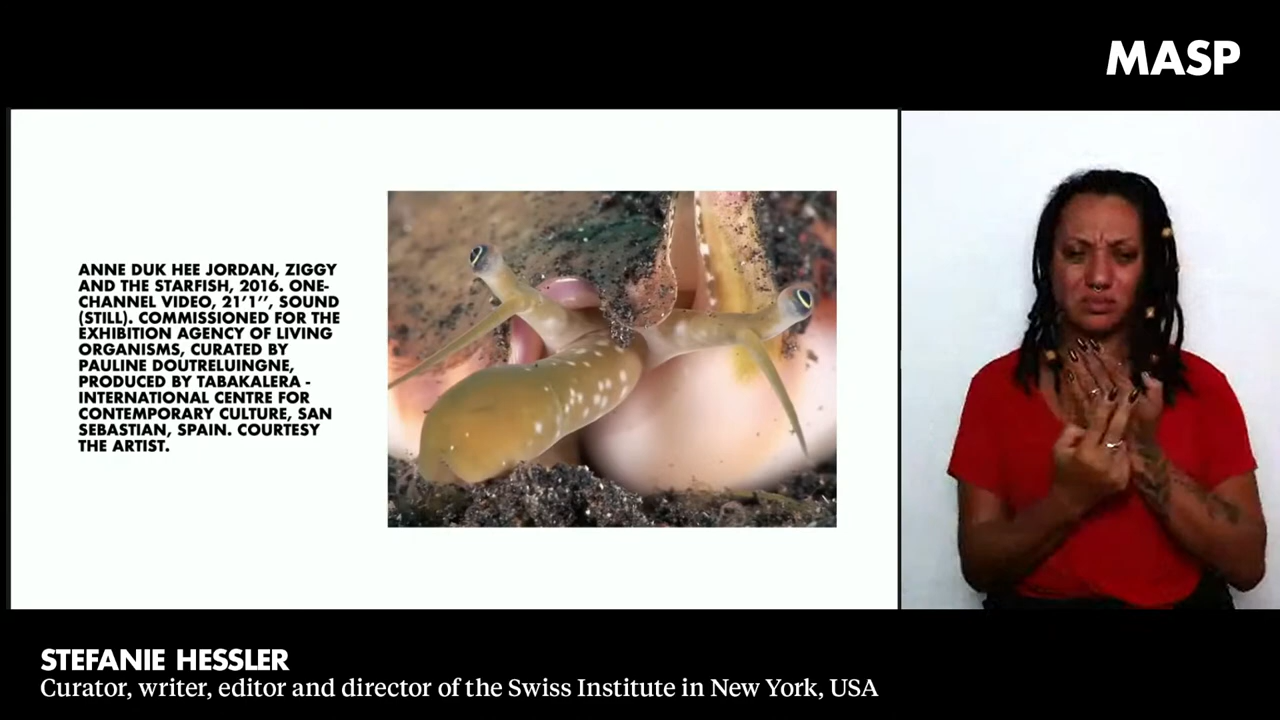 MASP
ANNE DUK HEE JORDAN, ZIGGY
AND THE STARFISH, 2016. ONE-
CHANNEL VIDEO, 21'1'', SOUND
(STILL). COMMISSIONED FOR THE
EXHIBITION AGENCY OF LIVING
ORGANISMS, CURATED BY
PAULINE DOUTRELUINGNE,
PRODUCED BY TABAKALERA -
INTERNATIONAL CENTRE FOR
CONTEMPORARY CULTURE, SAN
SEBASTIAN, SPAIN. COURTESY
THE ARTIST.
STEFANIE HESSLER
Curator, writer, editor and director of the Swiss Institute in New York, USA